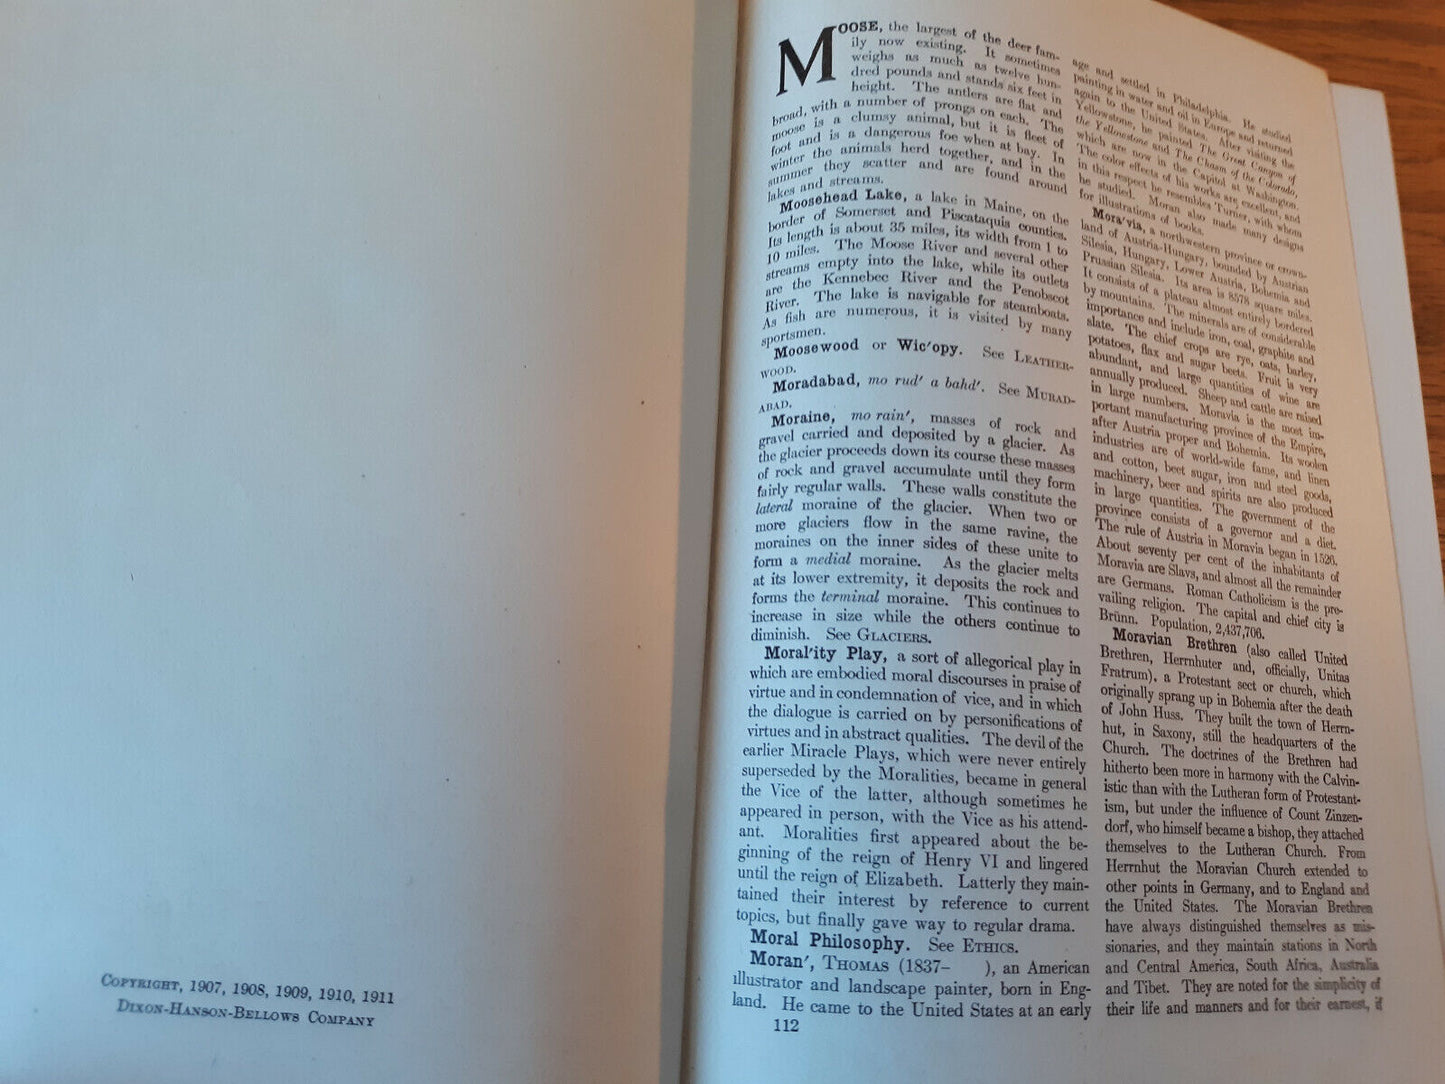 COPYRIGHT, 1907, 1908, 1909, 1910, 1911
DIXON-HANSON-BELLOWS COMPANY
MOOSE, the largest of the deer fam-
ily now existing. It sometimes
weighs as much as twelve hun-
dred pounds and stands six feet in
height. The antlers are flat and
broad, with a number of prongs on each. The
moose is a clumsy animal, but it is fleet of
foot and is a dangerous foe when at bay. In
winter the animals herd together, and in the
summer they scatter and are found around
lakes and streams.
Moosehead Lake, a lake in Maine, on the
border of Somerset and Piscataquis counties.
Its length is about 35 miles, its width from 1 to
10 miles. The Moose River and several other
streams empty into the lake, while its outlets
are the Kennebec River and the Penobscot
River. The lake is navigable for steamboats.
As fish are numerous, it is visited by many
sportsmen.
Moosewood or Wic'opy. See LEATHER-
WOOD.
Moradabad, mo rud' a bahd'. See MURAD-
ABAD.
Moraine, mo rain', masses of rock and
gravel carried and deposited by a glacier. As
the glacier proceeds down its course these masses
of rock and gravel accumulate until they form
fairly regular walls. These walls constitute the
lateral moraine of the glacier. When two or
more glaciers flow in the same ravine, the
moraines on the inner sides of these unite to
form a medial moraine. As the glacier melts
at its lower extremity, it deposits the rock and
forms the terminal moraine. This continues to
increase in size while the others continue to
diminish. See GLACIERS.
Moral'ity Play, a sort of allegorical play in
which are embodied moral discourses in praise of
virtue and in condemnation of vice, and in which
the dialogue is carried on by personifications of
virtues and in abstract qualities. The devil of the
earlier Miracle Plays, which were never entirely
superseded by the Moralities, became in general
the Vice of the latter, although sometimes he
appeared in person, with the Vice as his attend-
ant. Moralities first appeared about the be-
ginning of the reign of Henry VI and lingered
until the reign of Elizabeth. Latterly they main-
tained their interest by reference to current
topics, but finally gave way to regular drama.
Moral Philosophy. See ETHICS.
Moran', THOMAS (1837– ), an American
illustrator and landscape painter, born in Eng-
land. He came to the United States at an early
112
age and settled in Philadelphia. He studied
painting in water and oil in Europe and returned
again to the United States. After visiting the
Yellowstone, he painted The Great Canyon of
the Yellowstone and The Chasm of the Colorado,
which are now in the Capitol at Washington.
The color effects of his works are excellent, and
in this respect he resembles Turner, with whom
he studied. Moran also made many designs
for illustrations of books.
Mora'via, a northwestern province or crown-
land of Austria-Hungary, bounded by Austrian
Silesia, Hungary, Lower Austria, Bohemia and
Prussian Silesia. Its area is 8578 square miles.
It consists of a plateau almost entirely bordered
by mountains. The minerals are of considerable
importance and include iron, coal, graphite and
slate. The chief crops are rye, oats, barley,
potatoes, flax and sugar beets. Fruit is very
abundant, and large quantities of wine are
annually produced. Sheep and cattle are raised
in large numbers. Moravia is the most im-
portant manufacturing province of the Empire,
after Austria proper and Bohemia. Its woolen
industries are of world-wide fame, and linen
and cotton, beet sugar, iron and steel goods,
machinery, beer and spirits are also produced
in large quantities. The government of the
province consists of a governor and a diet.
The rule of Austria in Moravia began in 1526.
About seventy per cent of the inhabitants of
Moravia are Slavs, and almost all the remainder
are Germans. Roman Catholicism is the pre-
vailing religion. The capital and chief city is
Brünn. Population, 2,437,706.
Moravian Brethren (also called United
Brethren, Herrnhuter and, officially, Unitas
Fratrum), a Protestant sect or church, which
originally sprang up in Bohemia after the death
of John Huss. They built the town of Herrn-
hut, in Saxony, still the headquarters of the
Church. The doctrines of the Brethren had
hitherto been more in harmony with the Calvin-
istic than with the Lutheran form of Protestant-
ism, but under the influence of Count Zinzen-
dorf, who himself became a bishop, they attached
themselves to the Lutheran Church. From
Herrnhut the Moravian Church extended to
other points in Germany, and to England and
the United States. The Moravian Brethren
have always distinguished themselves as mis-
sionaries, and they maintain stations in North
and Central America, South Africa, Australia
and Tibet. They are noted for the simplicity of
their life and manners and for their earnest, if